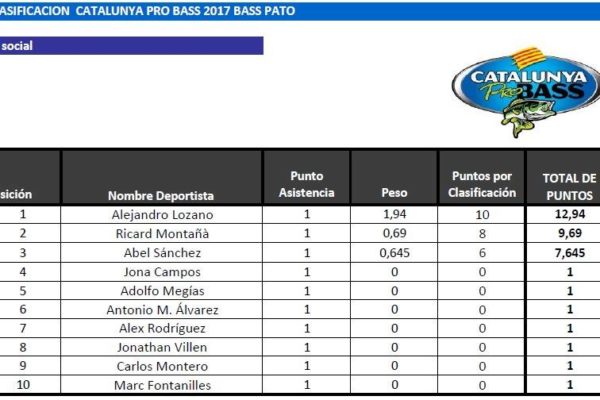 LASIFICACION CATALUNYA PRO BASS 2017 BASS PATO
social
CATALUNYA
Pro BASS
sición Nombre Deportista Punto Asistencia Peso Puntos por Clasificación TOTAL DE PUNTOS
1 Alejandro Lozano 1 1,94 10 12,94
2 Ricard Montañà 1 0,69 8 9,69
3 Abel Sánchez 1 0,645 6 7,645
4 Jona Campos 1 0 0 1
5 Adolfo Megías 1 0 0 1
6 Antonio M. Álvarez 1 0 0 1
7 Alex Rodríguez 1 0 0 1
8 Jonathan Villen 1 0 0 1
9 Carlos Montero 1 0 0 1
10 Marc Fontanilles 1 0 0 1